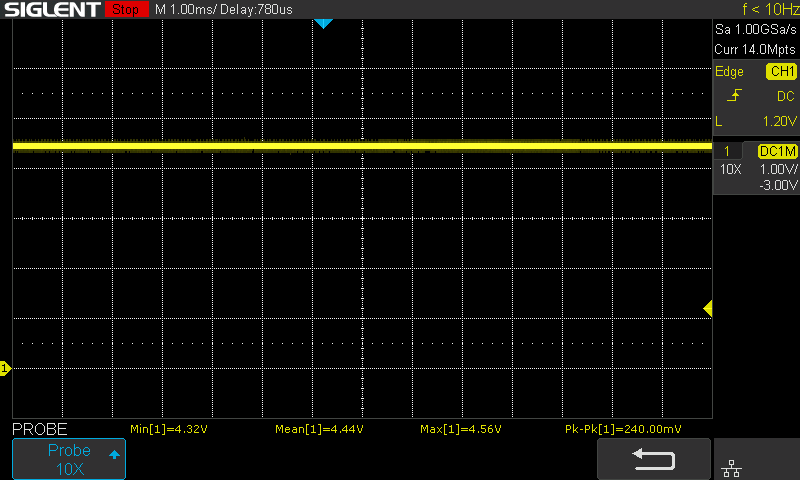 SIGLENT Stop M 1.00ms/ Delay:780us f < 10Hz
Sa 1.00GSa/s
Curr 14.0Mpts
Edge CH1
DC
L 1.20V
1 DC1M
10X 1.00V/
-3.00V
1
PROBE Min[1]=4.32V Mean[1]=4.44V Max[1]=4.56V Pk-Pk[1]=240.00mV
Probe
10X